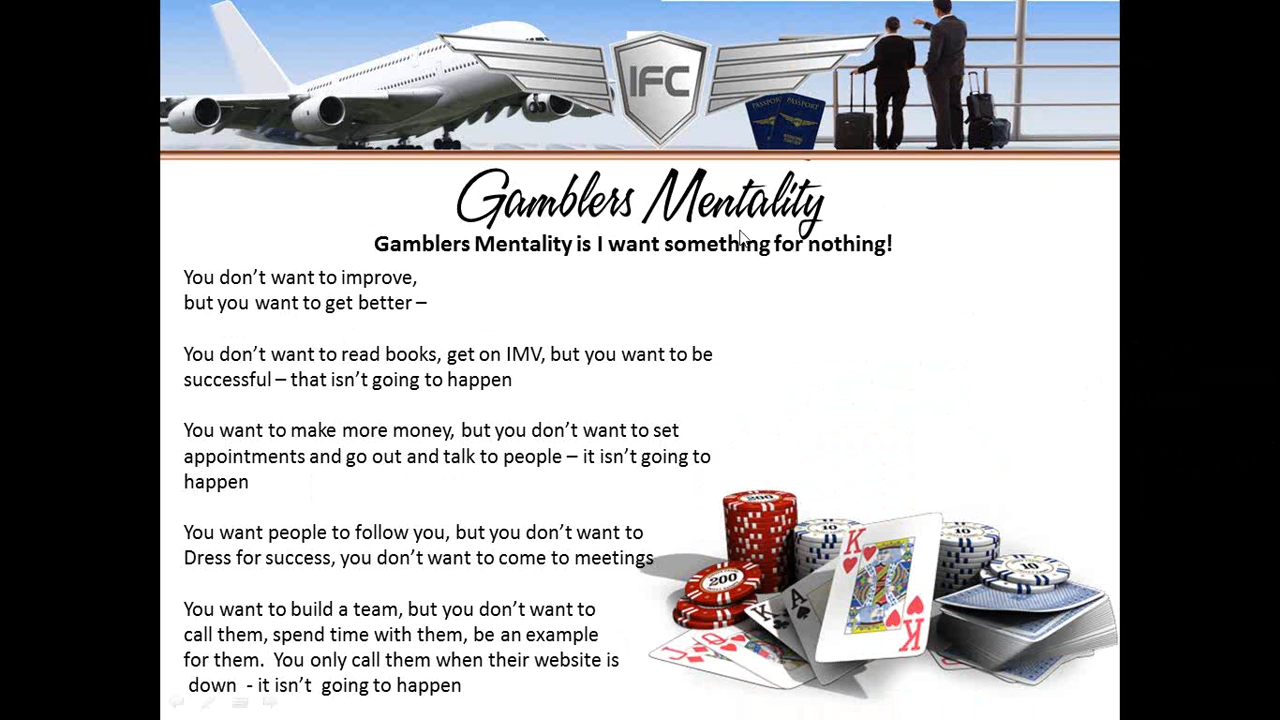 IFC
PASSPORT
PASSPORT
Gamblers Mentality
Gamblers Mentality is I want something for nothing!
You don't want to improve,
but you want to get better –
You don't want to read books, get on IMV, but you want to be
successful – that isn't going to happen
You want to make more money, but you don't want to set
appointments and go out and talk to people – it isn't going to
happen
You want people to follow you, but you don't want to
Dress for success, you don't want to come to meetings
You want to build a team, but you don't want to
call them, spend time with them, be an example
for them.  You only call them when their website is
down  - it isn't  going to happen
200
10
10
200
K
A
K
K
J
Q
K